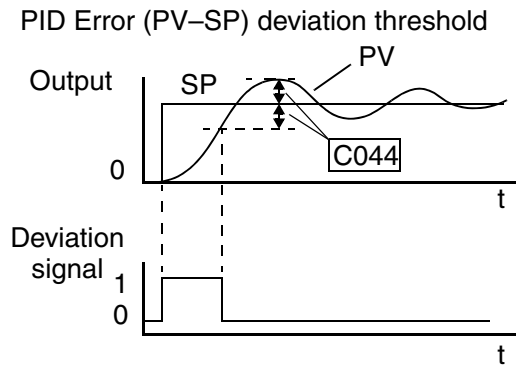 PID Error (PV–SP) deviation threshold
PV
Output
SP
C044
0
t
Deviation
signal
1
0
t